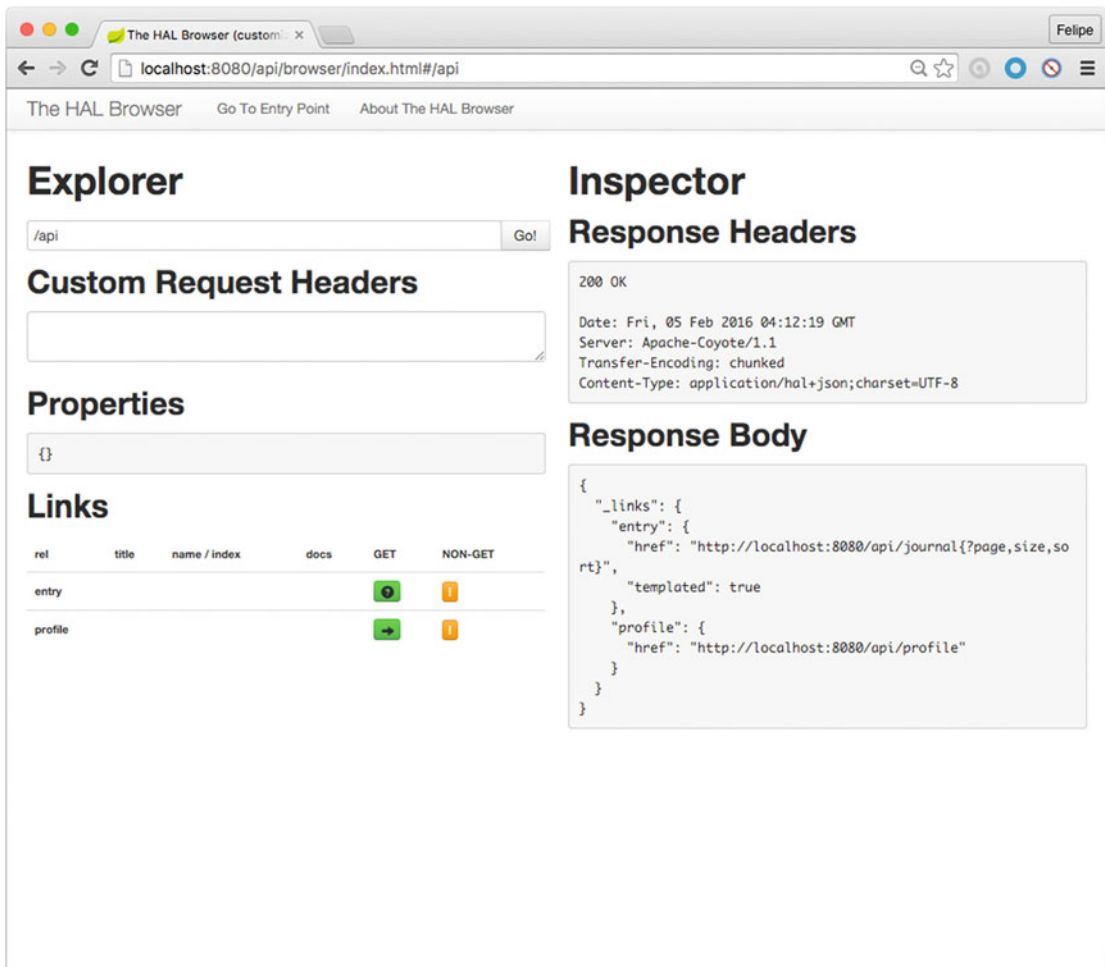 The HAL Browser (customi
Felipe
localhost:8080/api/browser/index.html#/api
The HAL Browser Go To Entry Point About The HAL Browser
Explorer
/api Go!
Custom Request Headers
Properties
{}
Links
rel title name / index docs GET NON-GET
entry ? !
profile !
Inspector
Response Headers
200 OK
Date: Fri, 05 Feb 2016 04:12:19 GMT
Server: Apache-Coyote/1.1
Transfer-Encoding: chunked
Content-Type: application/hal+json;charset=UTF-8
Response Body
{
"_links": {
"entry": {
"href": "http://localhost:8080/api/journal{?page,size,so
rt}",
"templated": true
},
"profile": {
"href": "http://localhost:8080/api/profile"
}
}
}